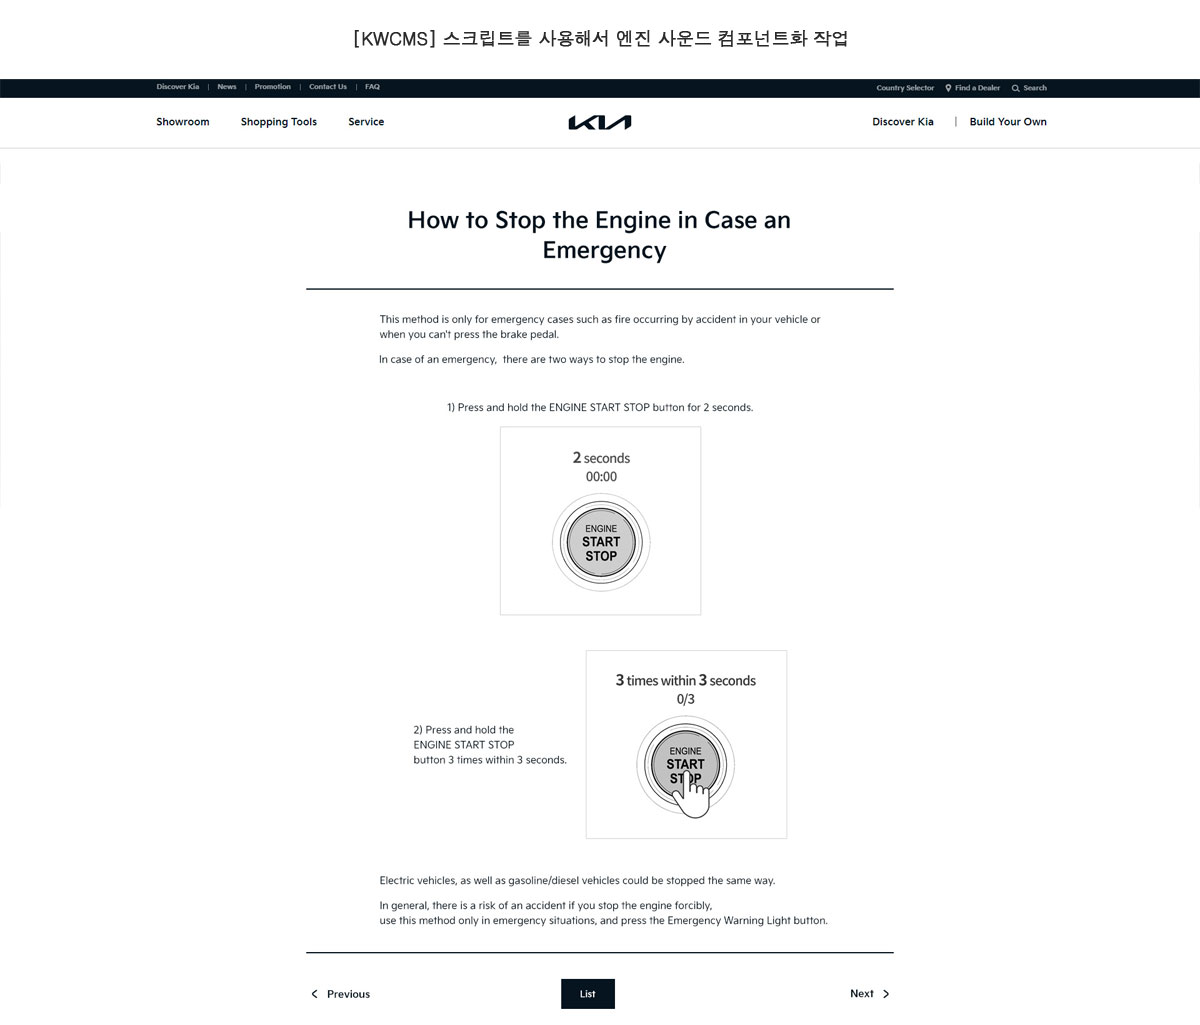 [KWCMS] 스크립트를 사용해서 엔진 사운드 컴포넌트화 작업
Discover Kia | News | Promotion | Contact Us | FAQ
Country Selector Find a Dealer Search
Showroom Shopping Tools Service
KIA
Discover Kia | Build Your Own
How to Stop the Engine in Case an
Emergency
This method is only for emergency cases such as fire occurring by accident in your vehicle or
when you can't press the brake pedal.
In case of an emergency, there are two ways to stop the engine.
1) Press and hold the ENGINE START STOP button for 2 seconds.
2 seconds
00:00
ENGINE
START
STOP
3 times within 3 seconds
0/3
ENGINE
START
STOP
2) Press and hold the
ENGINE START STOP
button 3 times within 3 seconds.
Electric vehicles, as well as gasoline/diesel vehicles could be stopped the same way.
In general, there is a risk of an accident if you stop the engine forcibly,
use this method only in emergency situations, and press the Emergency Warning Light button.
Previous
List
Next